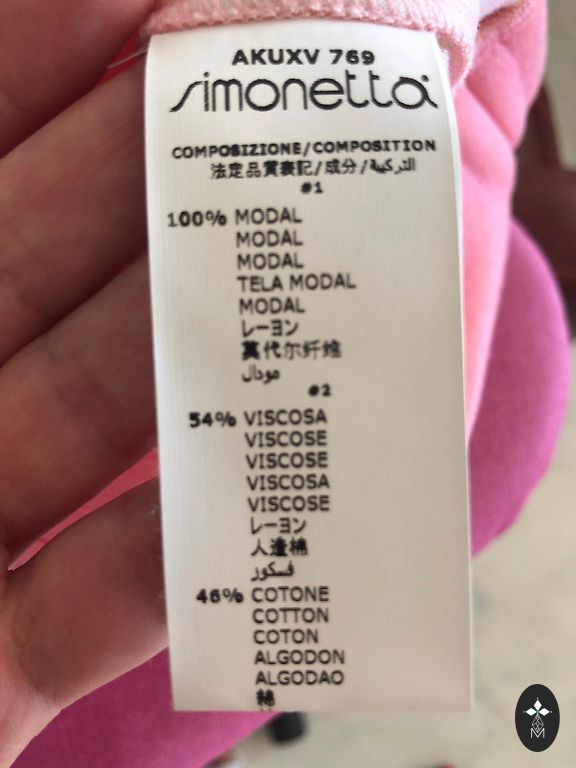 AKUXV 769
simonetta
COMPOSIZIONE/COMPOSITION
法定品質表記/成分/التركيبة
#1
100% MODAL
MODAL
MODAL
TELA MODAL
MODAL
レーヨン
莫代尔纤维
مودال
#2
54% VISCOSA
VISCOSE
VISCOSE
VISCOSA
VISCOSE
レーヨン
人造棉
فسكوز
46% COTONE
COTTON
COTON
ALGODON
ALGODAO
綿
M